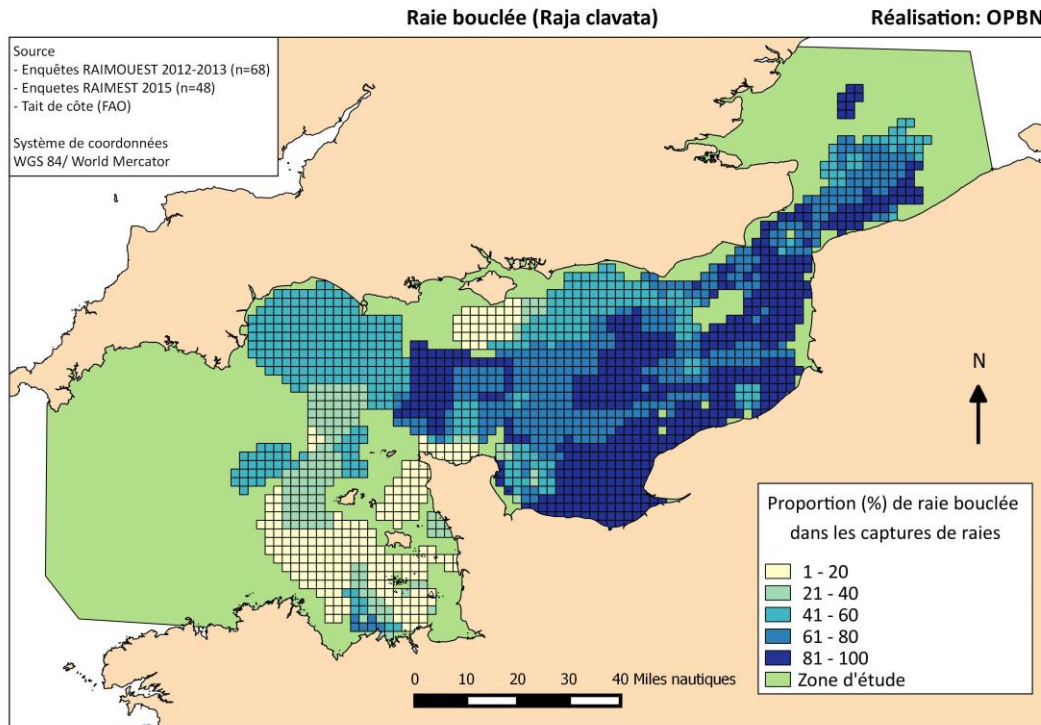 Raie bouclée (Raja clavata)
Réalisation: OPBN
Source
- Enquêtes RAIMOUEST 2012-2013 (n=68)
- Enquetes RAIMEST 2015 (n=48)
- Tait de côte (FAO)
Système de coordonnées
WGS 84/ World Mercator
N
Proportion (%) de raie bouclée
dans les captures de raies
1 - 20
21 - 40
41 - 60
61 - 80
81 - 100
Zone d'étude
0 10 20 30 40 Miles nautiques